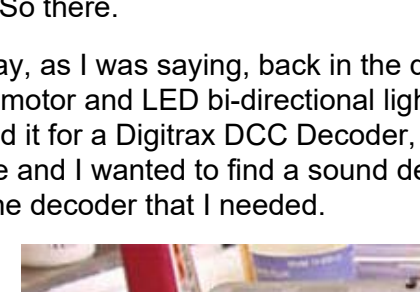 So there.
ay, as I was saying, back in the d
motor and LED bi-directional ligh
d it for a Digitrax DCC Decoder,
e and I wanted to find a sound de
ne decoder that I needed.